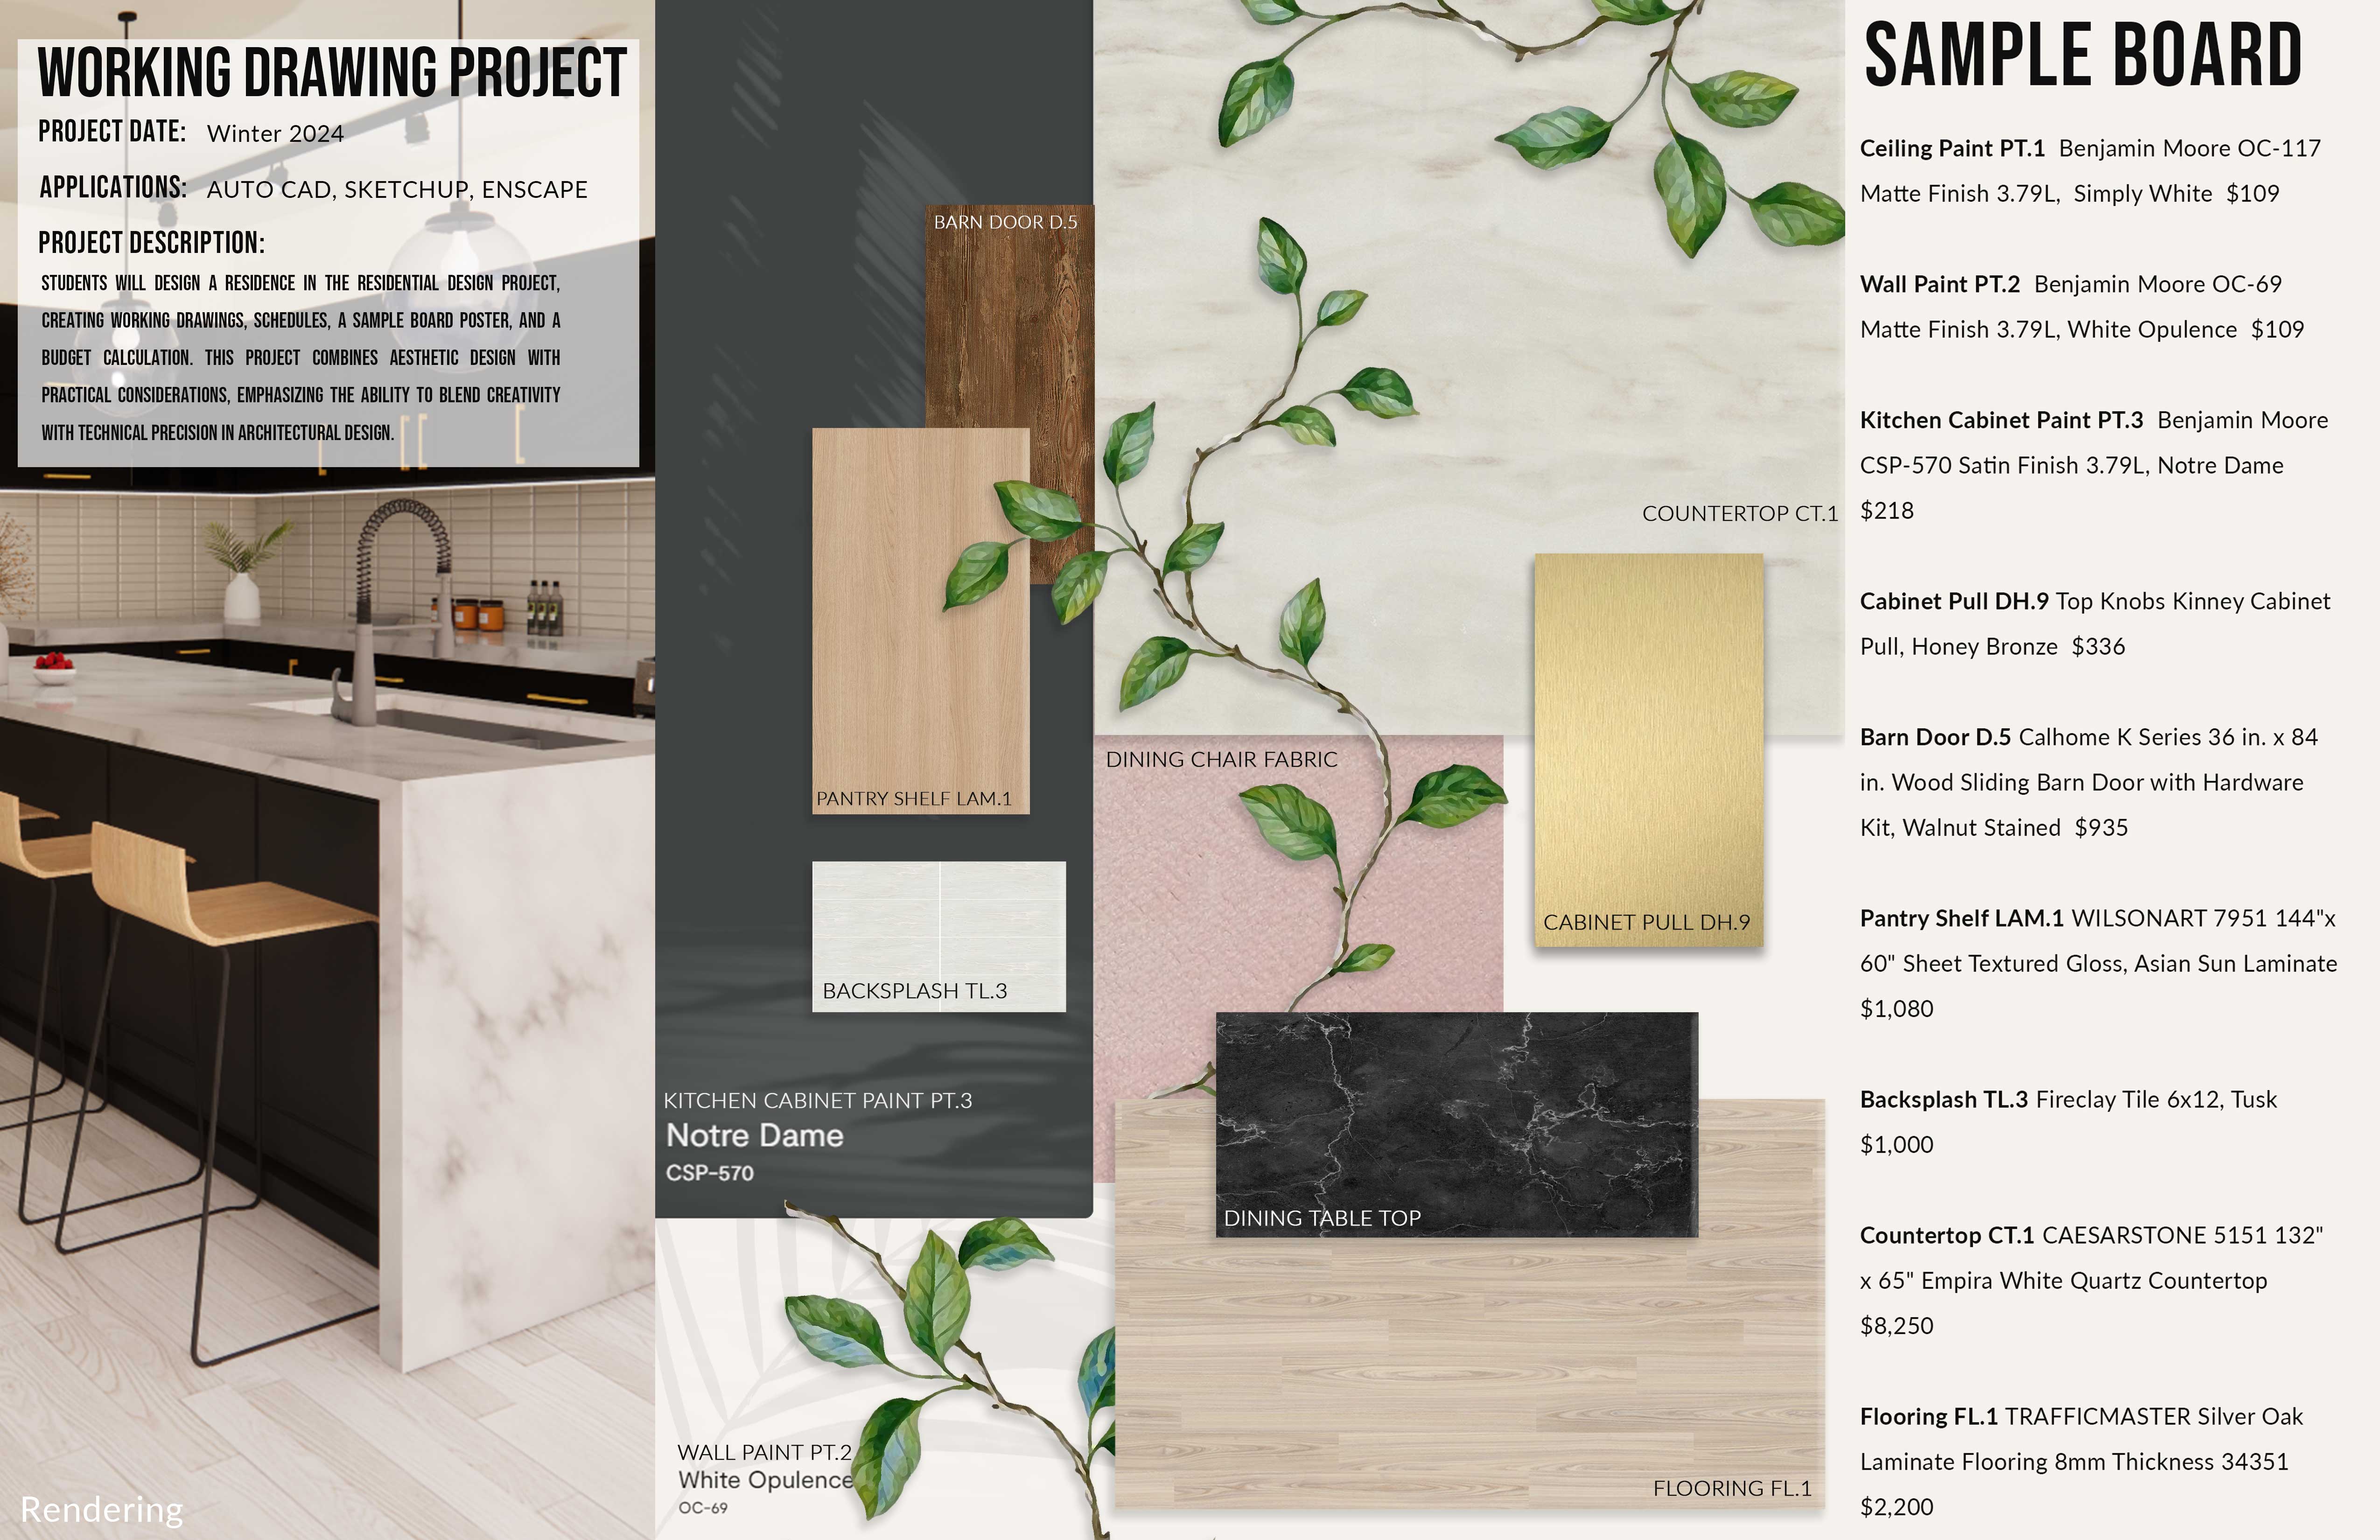 WORKING DRAWING PROJECT
PROJECT DATE: Winter 2024
APPLICATIONS: AUTO CAD, SKETCHUP, ENSCAPE
PROJECT DESCRIPTION:
STUDENTS WILL DESIGN A RESIDENCE IN THE RESIDENTIAL DESIGN PROJECT,
CREATING WORKING DRAWINGS, SCHEDULES, A SAMPLE BOARD POSTER, AND A
BUDGET CALCULATION. THIS PROJECT COMBINES AESTHETIC DESIGN WITH
PRACTICAL CONSIDERATIONS, EMPHASIZING THE ABILITY TO BLEND CREATIVITY
WITH TECHNICAL PRECISION IN ARCHITECTURAL DESIGN.
Rendering
BARN DOOR D.5
COUNTERTOP CT.1
PANTRY SHELF LAM.1
DINING CHAIR FABRIC
CABINET PULL DH.9
BACKSPLASH TL.3
KITCHEN CABINET PAINT PT.3
Notre Dame
CSP-570
DINING TABLE TOP
WALL PAINT PT.2
White Opulence
OC-69
FLOORING FL.1
SAMPLE BOARD
Ceiling Paint PT.1 Benjamin Moore OC-117
Matte Finish 3.79L, Simply White $109
Wall Paint PT.2 Benjamin Moore OC-69
Matte Finish 3.79L, White Opulence $109
Kitchen Cabinet Paint PT.3 Benjamin Moore
CSP-570 Satin Finish 3.79L, Notre Dame
$218
Cabinet Pull DH.9 Top Knobs Kinney Cabinet
Pull, Honey Bronze $336
Barn Door D.5 Calhome K Series 36 in. x 84
in. Wood Sliding Barn Door with Hardware
Kit, Walnut Stained $935
Pantry Shelf LAM.1 WILSONART 7951 144"x
60" Sheet Textured Gloss, Asian Sun Laminate
$1,080
Backsplash TL.3 Fireclay Tile 6x12, Tusk
$1,000
Countertop CT.1 CAESARSTONE 5151 132"
x 65" Empira White Quartz Countertop
$8,250
Flooring FL.1 TRAFFICMASTER Silver Oak
Laminate Flooring 8mm Thickness 34351
$2,200